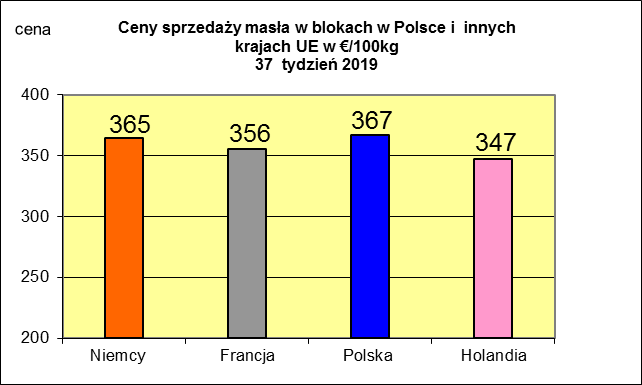 cena
Ceny sprzedaży masła w blokach w Polsce i  innych
krajach UE w €/100kg
37  tydzień 2019
400
350
300
250
200
365
356
367
347
Niemcy
Francja
Polska
Holandia